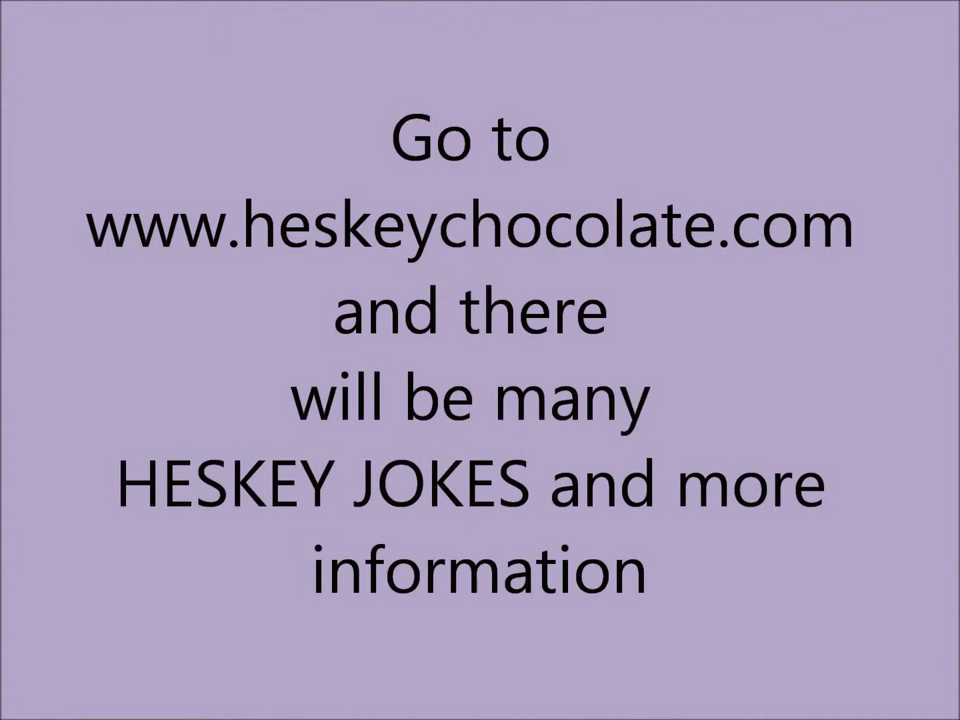 Go to
www.heskeychocolate.com
and there
will be many
HESKEY JOKES and more
information